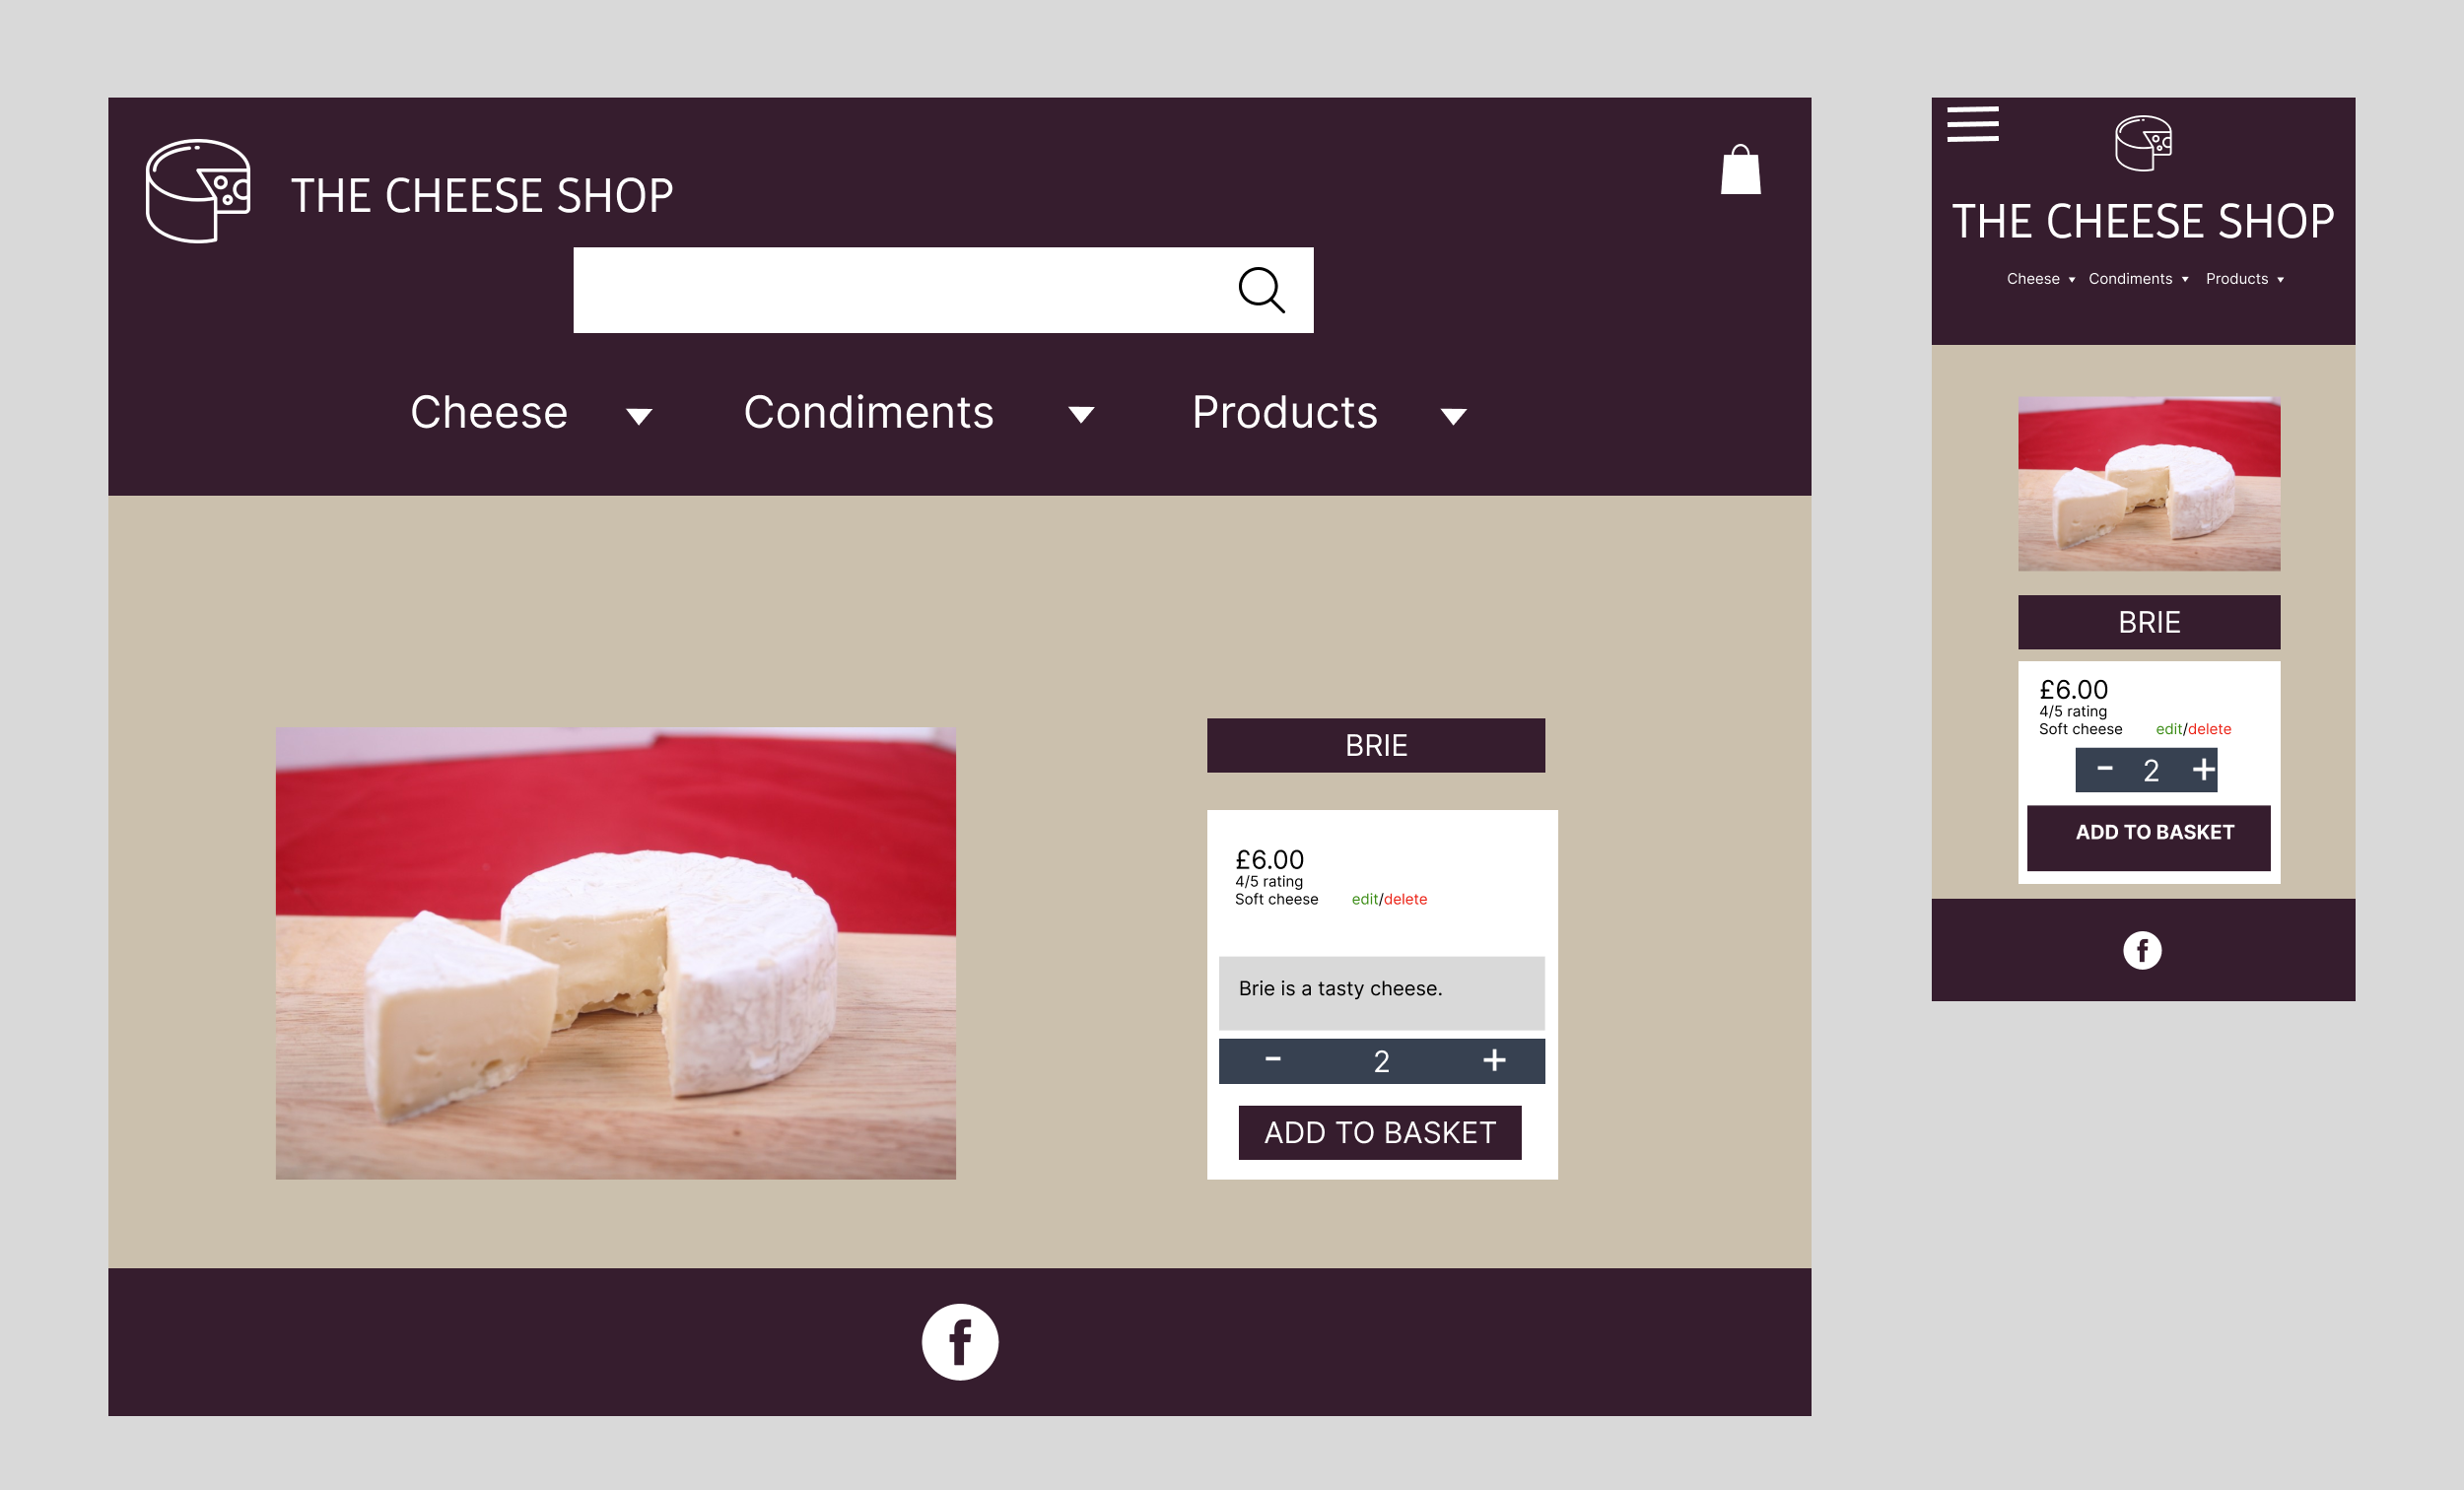 THE CHEESE SHOP
Cheese Condiments Products
BRIE
£6.00
4/5 rating
Soft cheese edit/delete
Brie is a tasty cheese.
- 2 +
ADD TO BASKET
f
THE CHEESE SHOP
Cheese Condiments Products
BRIE
£6.00
4/5 rating
Soft cheese edit/delete
- 2 +
ADD TO BASKET
f